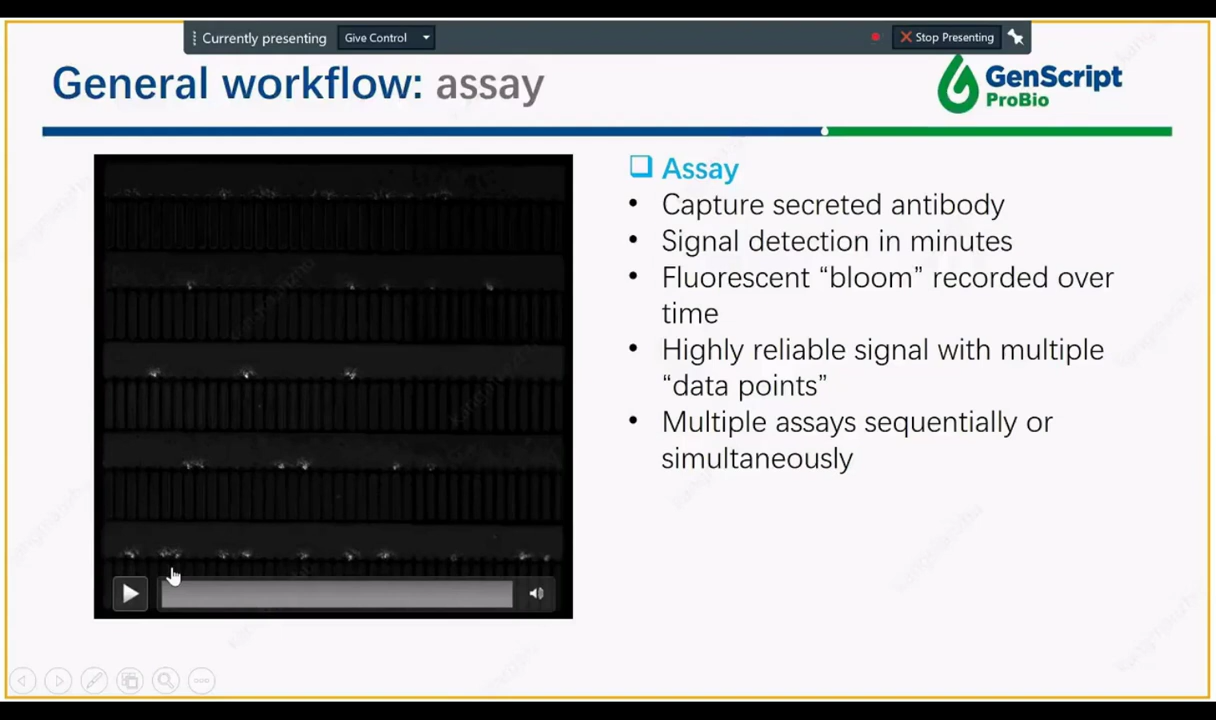 Currently presenting
Give Control
Stop Presenting
General workflow: assay
GenScript
ProBio
Assay
• Capture secreted antibody
• Signal detection in minutes
• Fluorescent “bloom” recorded over
time
• Highly reliable signal with multiple
“data points”
• Multiple assays sequentially or
simultaneously